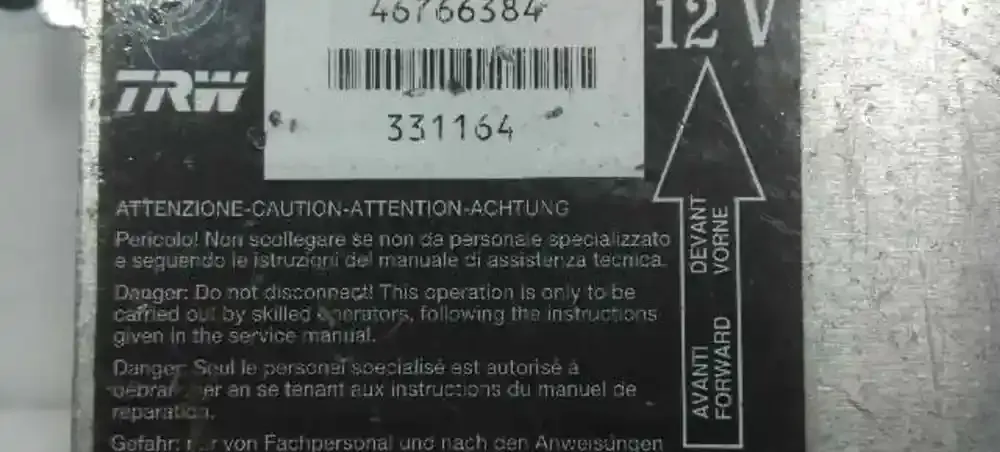 46766384
12 V
TRW
331164
ATTENZIONE-CAUTION-ATTENTION-ACHTUNG
Pericolo! Non scollegare se non da personale specializzato
e seguendo le istruzioni del manuale di assistenza tecnica.
Danger: Do not disconnect! This operation is only to be
carried out by skilled operators, following the instructions
given in the service manual.
Danger: Seul le personel specialisé est autorisé à
an se tenant aux instructions du manuel de
reparation.
Gefahr: von Fachpersonal und nach den Anweisungen
AVANTI DEVANT
FORWARD VORNE